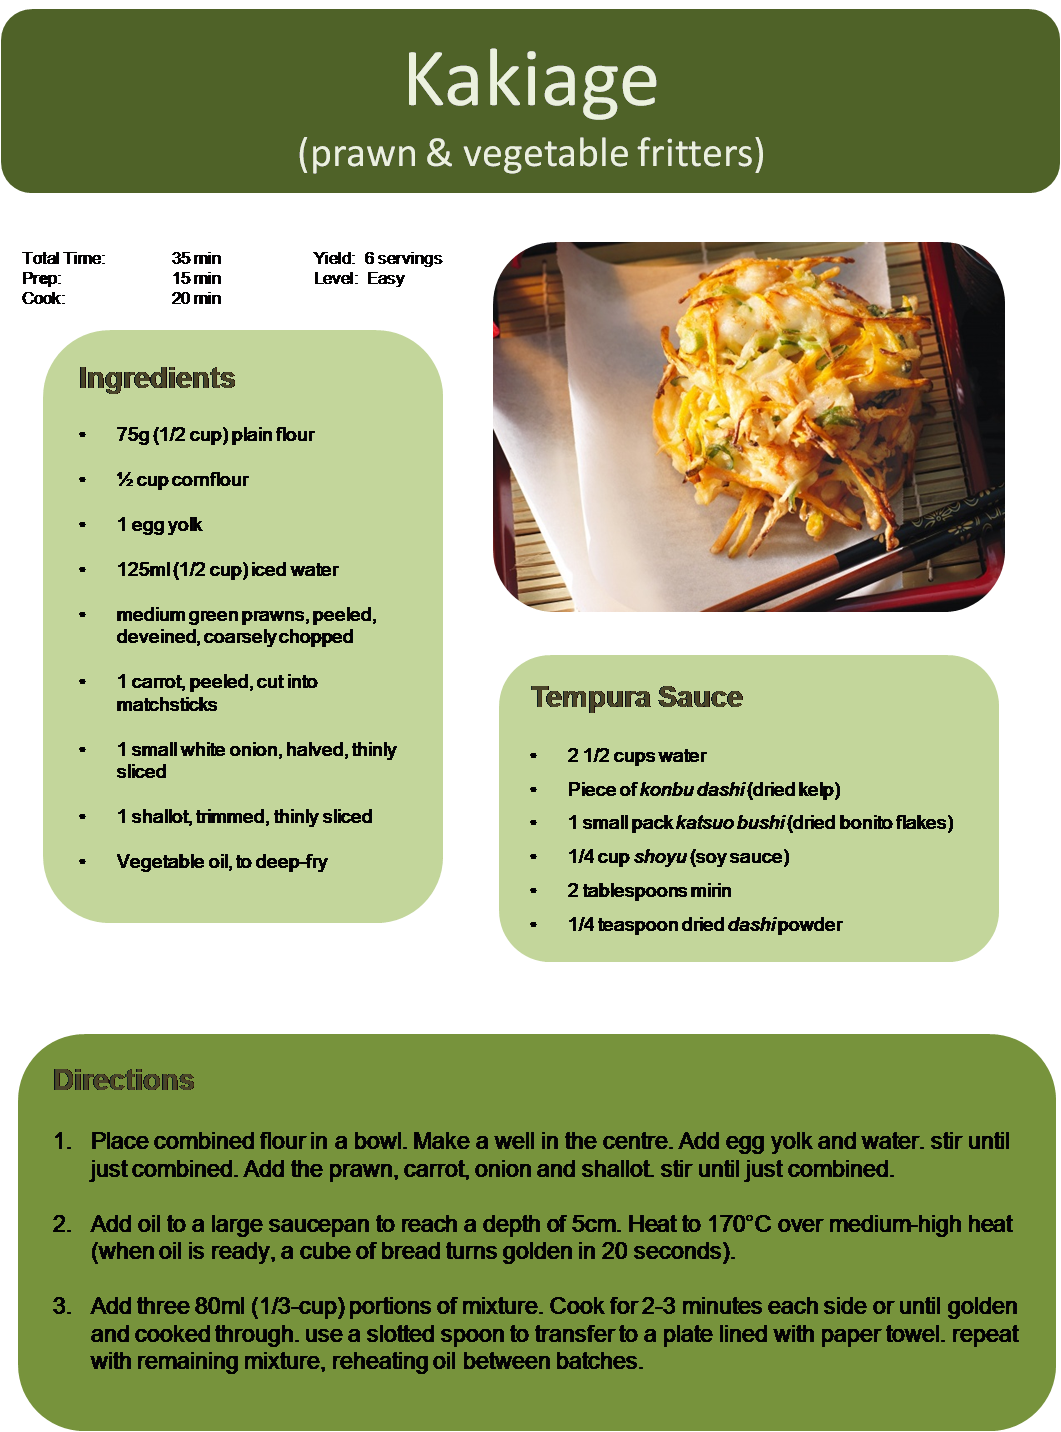 Kakiage
(prawn & vegetable fritters)
Total Time: 35 min Yield: 6 servings
Prep: 15 min Level: Easy
Cook: 20 min
Ingredients
• 75g (1/2 cup) plain flour
• ½ cup cornflour
• 1 egg yolk
• 125ml (1/2 cup) iced water
• medium green prawns, peeled,
deveined, coarsely chopped
• 1 carrot, peeled, cut into
matchsticks
• 1 small white onion, halved, thinly
sliced
• 1 shallot, trimmed, thinly sliced
• Vegetable oil, to deep-fry
Tempura Sauce
• 2 1/2 cups water
• Piece of konbu dashi (dried kelp)
• 1 small pack katsuo bushi (dried bonito flakes)
• 1/4 cup shoyu (soy sauce)
• 2 tablespoons mirin
• 1/4 teaspoon dried dashi powder
Directions
1. Place combined flour in a bowl. Make a well in the centre. Add egg yolk and water. stir until
just combined. Add the prawn, carrot, onion and shallot. stir until just combined.
2. Add oil to a large saucepan to reach a depth of 5cm. Heat to 170°C over medium-high heat
(when oil is ready, a cube of bread turns golden in 20 seconds).
3. Add three 80ml (1/3-cup) portions of mixture. Cook for 2-3 minutes each side or until golden
and cooked through. use a slotted spoon to transfer to a plate lined with paper towel. repeat
with remaining mixture, reheating oil between batches.